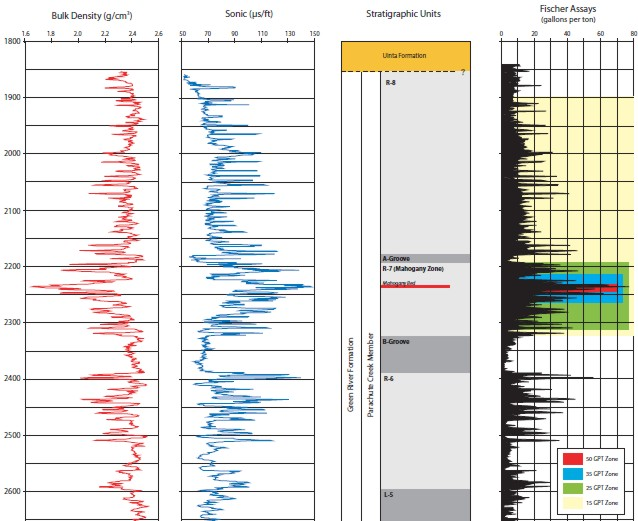 Bulk Density (g/cm³)
Sonic (µs/ft)
Stratigraphic Units
Fischer Assays
(gallons per ton)
1.6 1.8 2.0 2.2 2.4 2.6
50 70 90 110 130 150
0 20 40 60 80
1800
1900
2000
2100
2200
2300
2400
2500
2600
Uinta Formation
?
R-8
A-Groove
R-7 (Mahogany Zone)
Mahogany Bed
B-Groove
R-6
L-5
Green River Formation
Parachute Creek Member
50 GPT Zone
35 GPT Zone
25 GPT Zone
15 GPT Zone